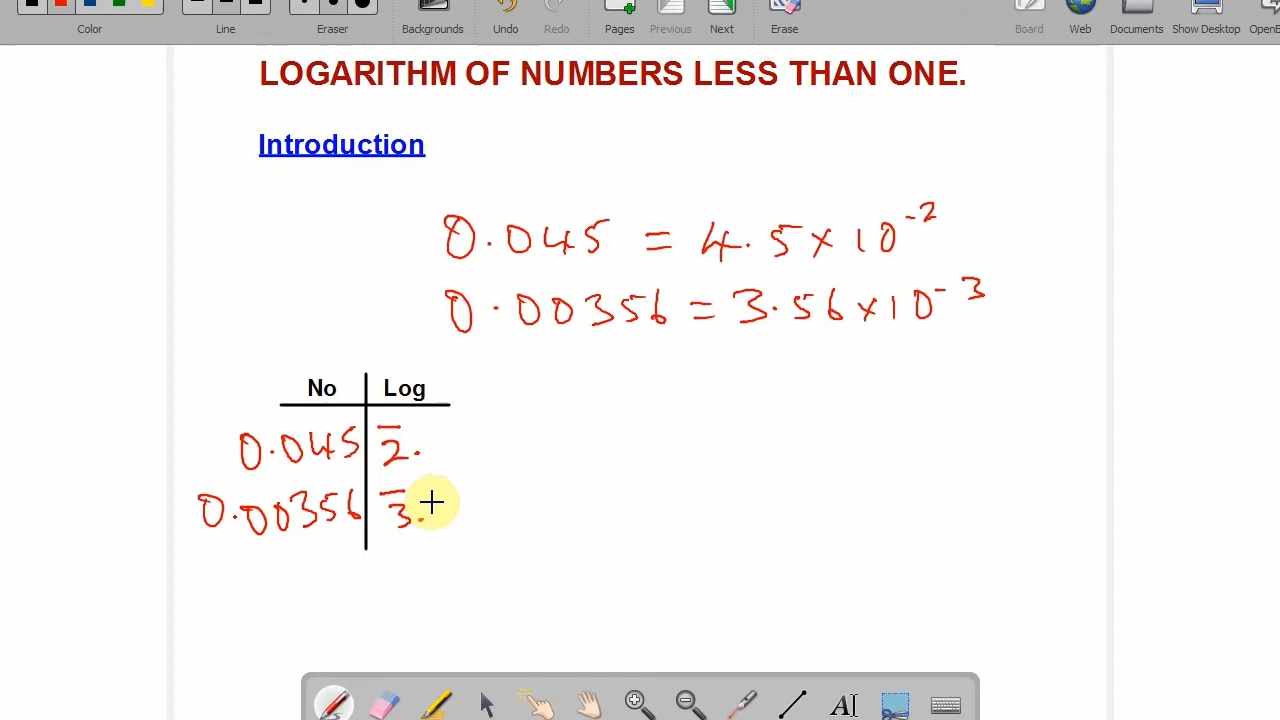 Color Line Eraser Backgrounds Undo Redo Pages Previous Next Erase Board Web Documents Show Desktop
LOGARITHM OF NUMBERS LESS THAN ONE.
Introduction
0.045 = 4.5×10⁻²
0.00356 = 3.56×10⁻³
No Log
0.045 2̅.
0.00356 3̅.